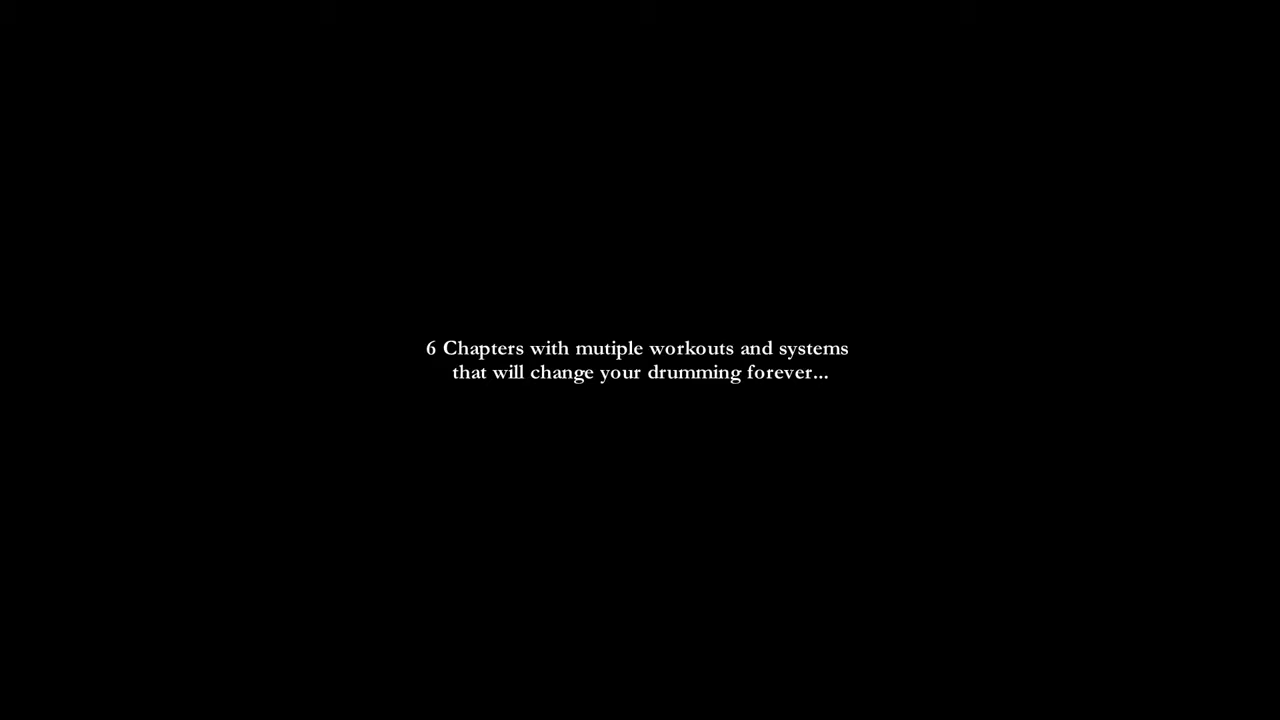 6 Chapters with mutiple workouts and systems
that will change your drumming forever...